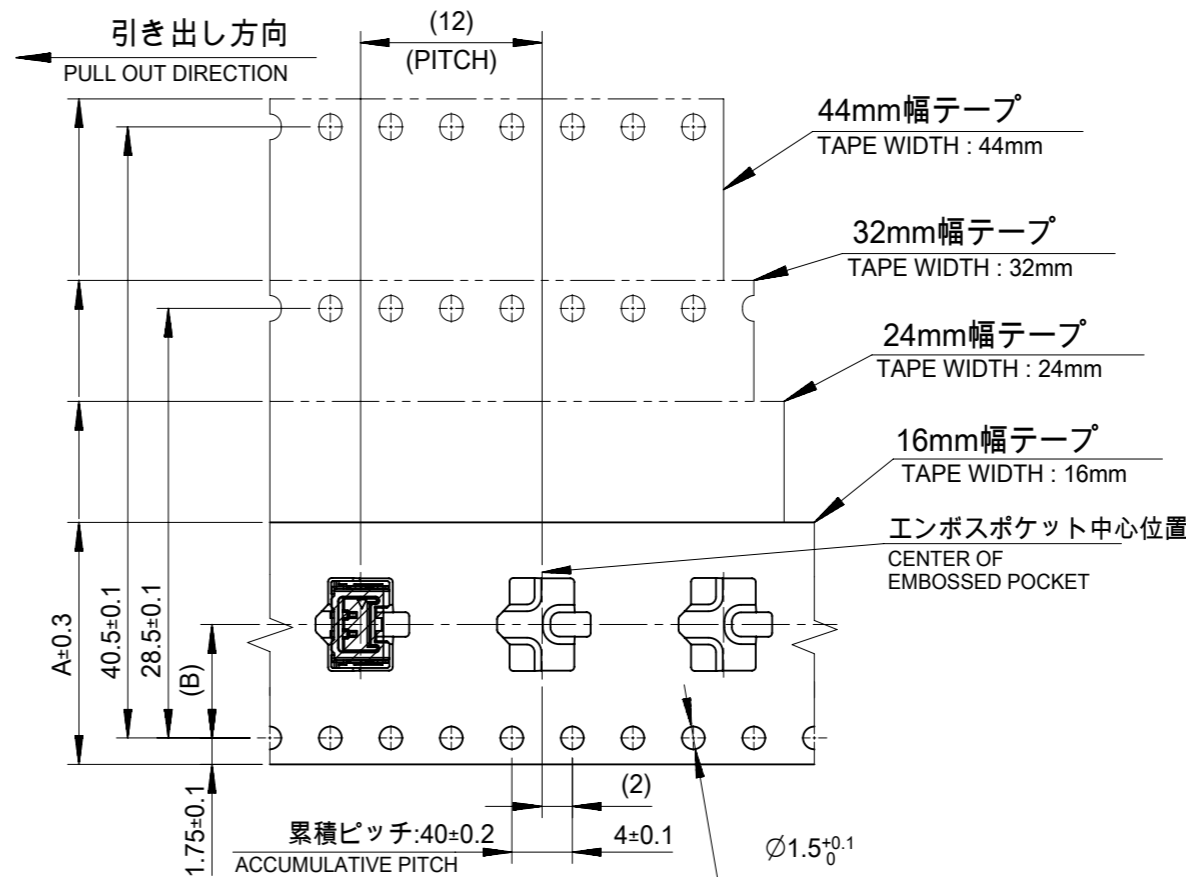 引き出し方向
PULL OUT DIRECTION
(12)
(PITCH)
44mm幅テープ
TAPE WIDTH : 44mm
32mm幅テープ
TAPE WIDTH : 32mm
24mm幅テープ
TAPE WIDTH : 24mm
16mm幅テープ
TAPE WIDTH : 16mm
エンボスポケット中心位置
CENTER OF
EMBOSSED POCKET
A±0.3
40.5±0.1
28.5±0.1
(B)
1.75±0.1
(2)
累積ピッチ:40±0.2
ACCUMULATIVE PITCH
4±0.1
∅1.5+0.1 0